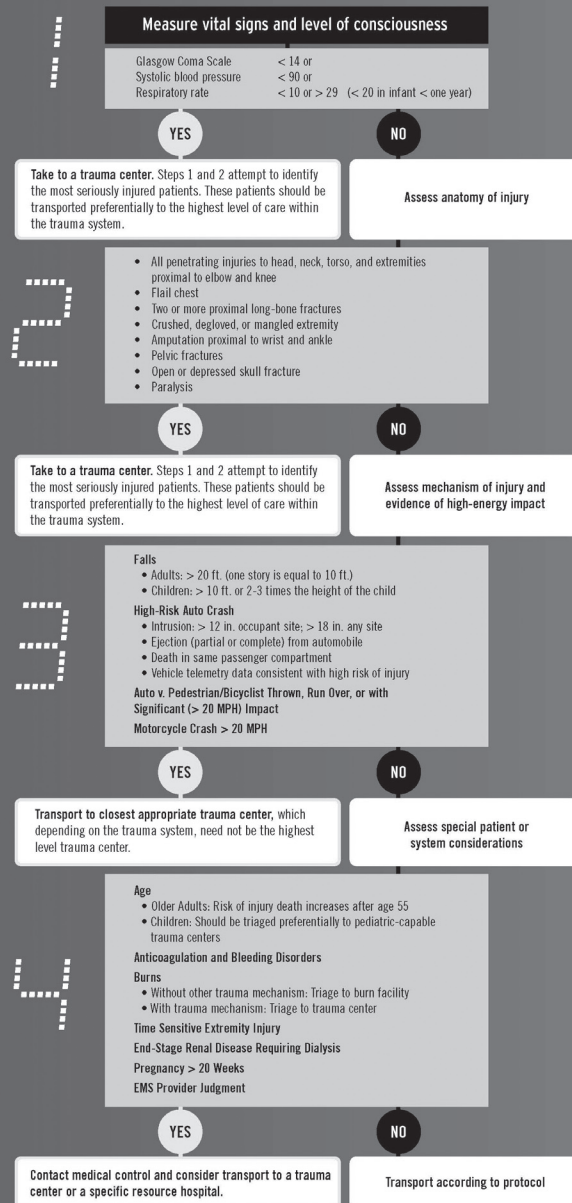 1
Measure vital signs and level of consciousness
Glasgow Coma Scale < 14 or
Systolic blood pressure < 90 or
Respiratory rate < 10 or > 29 (< 20 in infant < one year)
YES
NO
Take to a trauma center. Steps 1 and 2 attempt to identify
the most seriously injured patients. These patients should be
transported preferentially to the highest level of care within
the trauma system.
Assess anatomy of injury
2
• All penetrating injuries to head, neck, torso, and extremities
proximal to elbow and knee
• Flail chest
• Two or more proximal long-bone fractures
• Crushed, degloved, or mangled extremity
• Amputation proximal to wrist and ankle
• Pelvic fractures
• Open or depressed skull fracture
• Paralysis
YES
NO
Take to a trauma center. Steps 1 and 2 attempt to identify
the most seriously injured patients. These patients should be
transported preferentially to the highest level of care within
the trauma system.
Assess mechanism of injury and
evidence of high-energy impact
3
Falls
• Adults: > 20 ft. (one story is equal to 10 ft.)
• Children: > 10 ft. or 2-3 times the height of the child
High-Risk Auto Crash
• Intrusion: > 12 in. occupant site; > 18 in. any site
• Ejection (partial or complete) from automobile
• Death in same passenger compartment
• Vehicle telemetry data consistent with high risk of injury
Auto v. Pedestrian/Bicyclist Thrown, Run Over, or with
Significant (> 20 MPH) Impact
Motorcycle Crash > 20 MPH
YES
NO
Transport to closest appropriate trauma center, which
depending on the trauma system, need not be the highest
level trauma center.
Assess special patient or
system considerations
4
Age
• Older Adults: Risk of injury death increases after age 55
• Children: Should be triaged preferentially to pediatric-capable
trauma centers
Anticoagulation and Bleeding Disorders
Burns
• Without other trauma mechanism: Triage to burn facility
• With trauma mechanism: Triage to trauma center
Time Sensitive Extremity Injury
End-Stage Renal Disease Requiring Dialysis
Pregnancy > 20 Weeks
EMS Provider Judgment
YES
NO
Contact medical control and consider transport to a trauma
center or a specific resource hospital.
Transport according to protocol